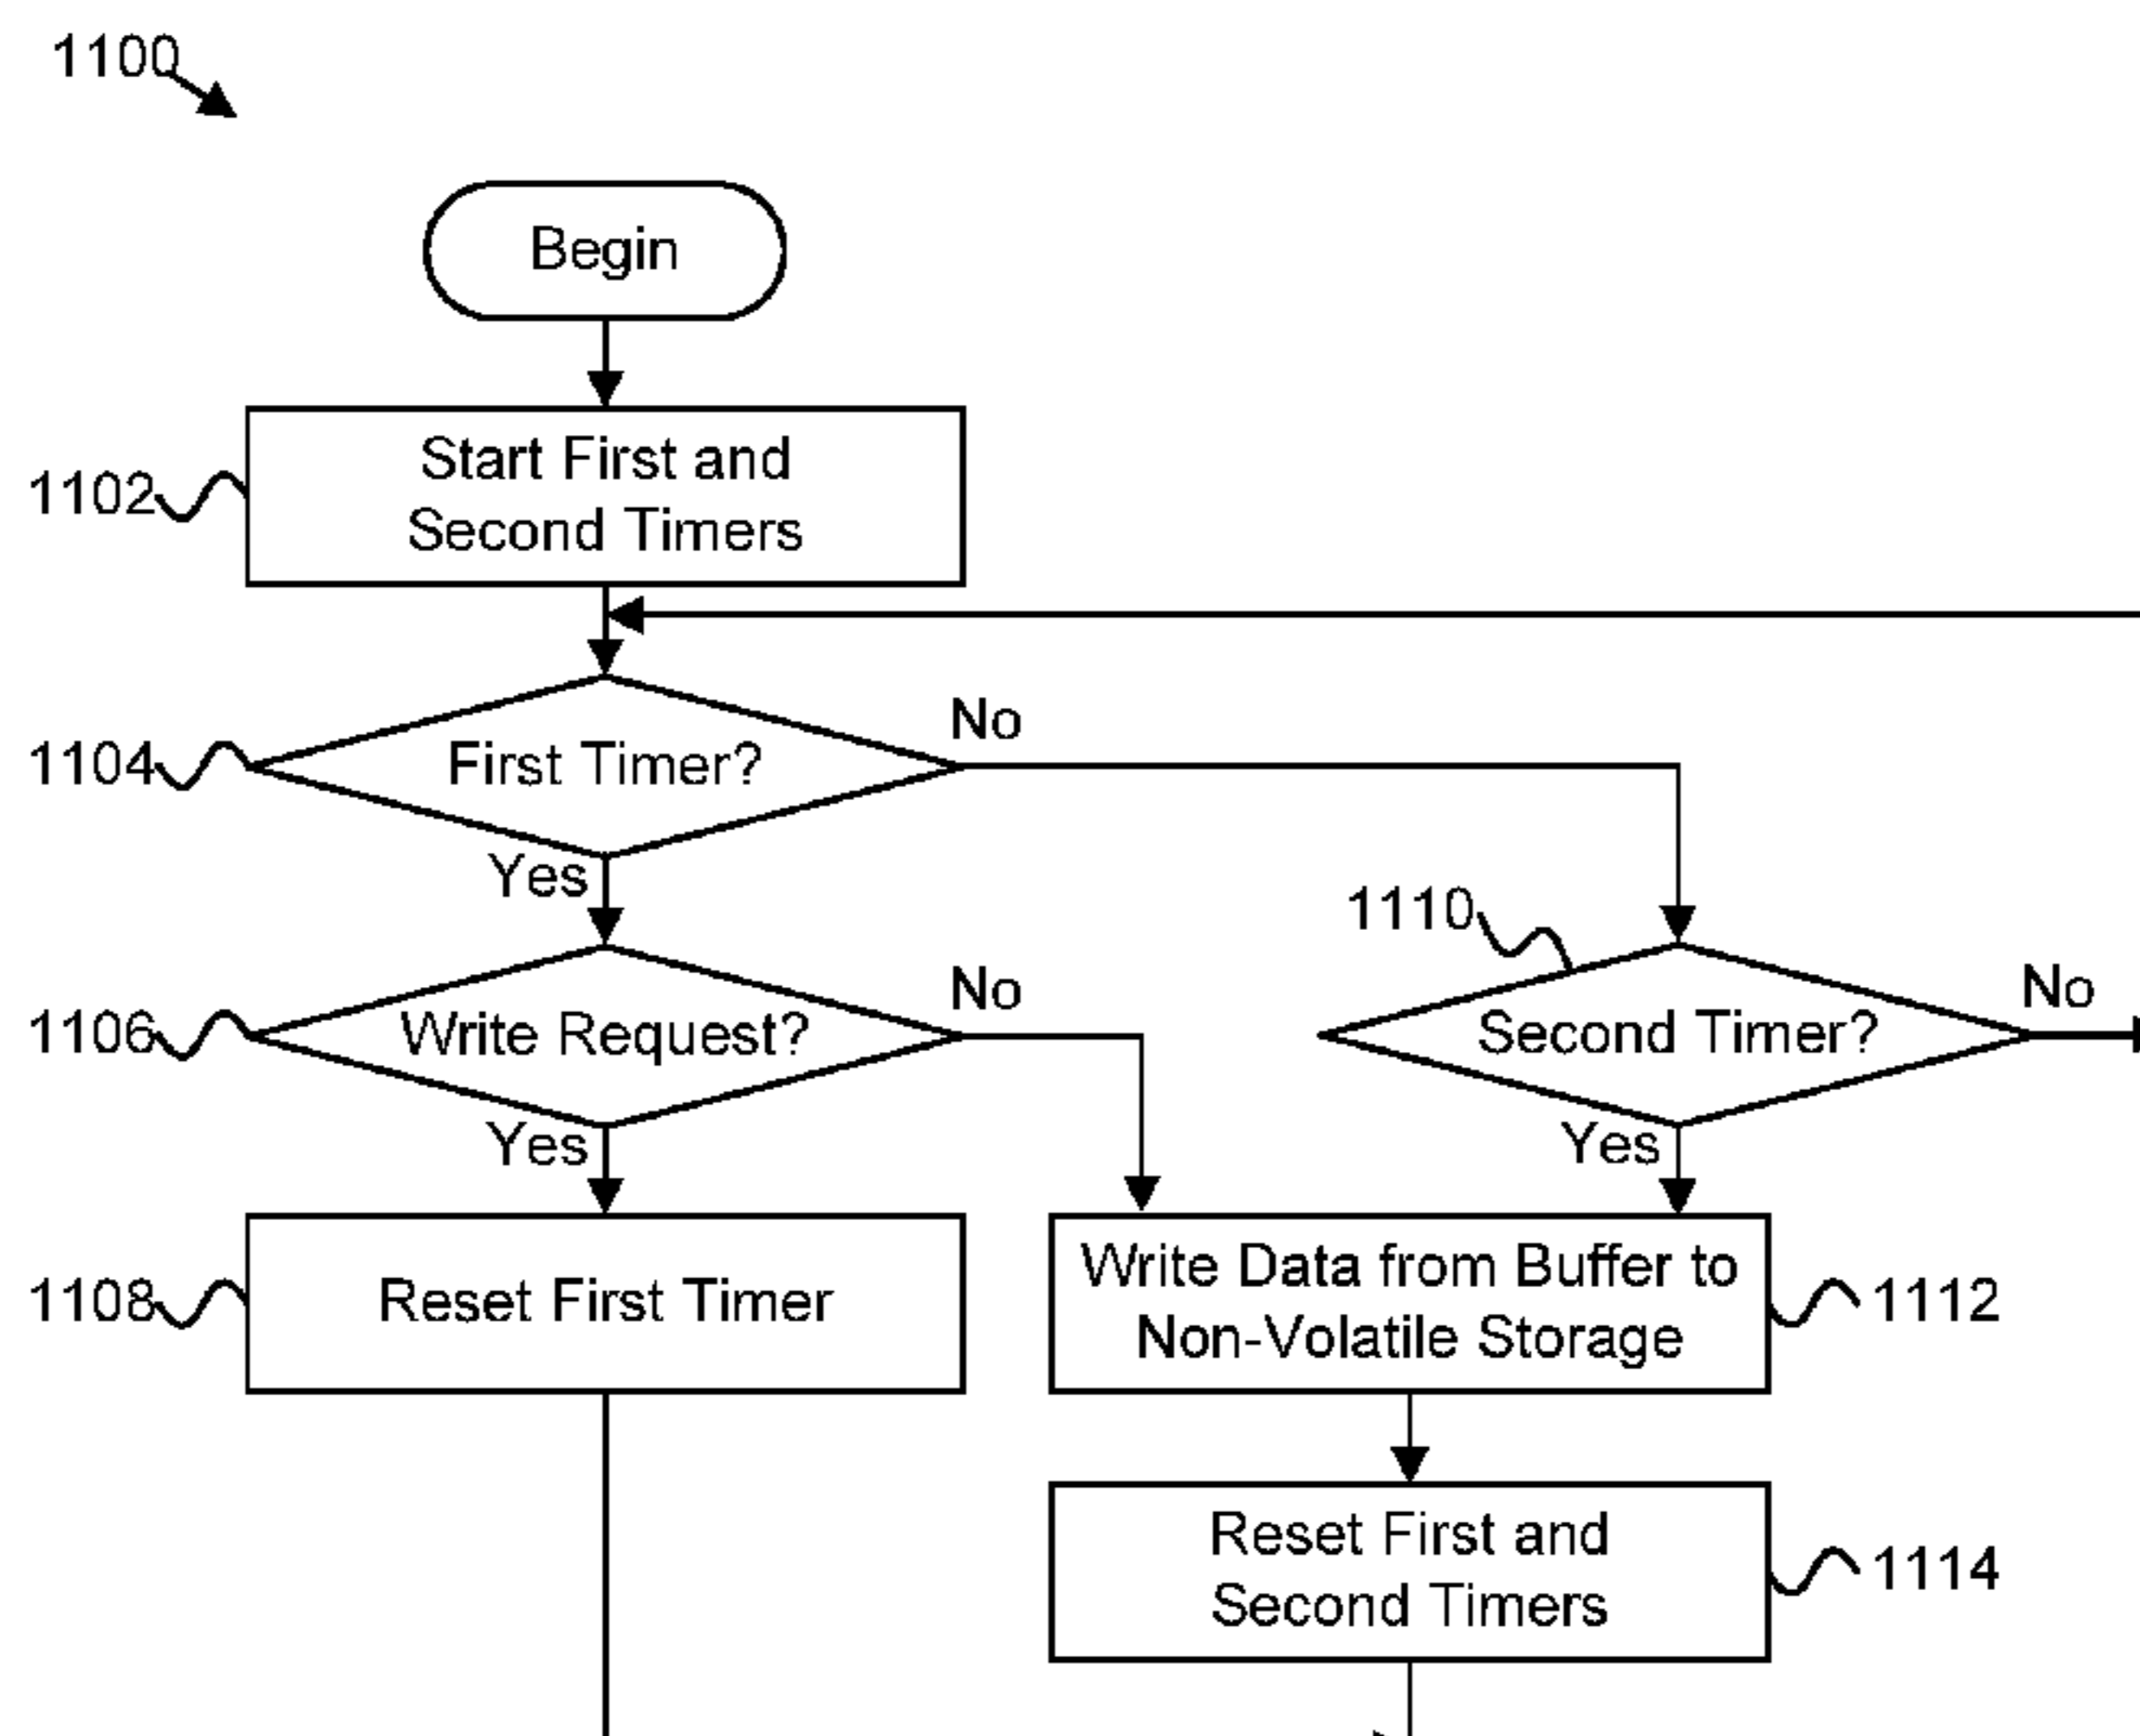 1100
Begin
Start First and
Second Timers
1102
No
First Timer?
1104
Yes
1110
No
Write Request?
1106
Second Timer?
No
Yes
Yes
Reset First Timer
1108
Write Data from Buffer to
Non-Volatile Storage
1112
Reset First and
Second Timers
1114